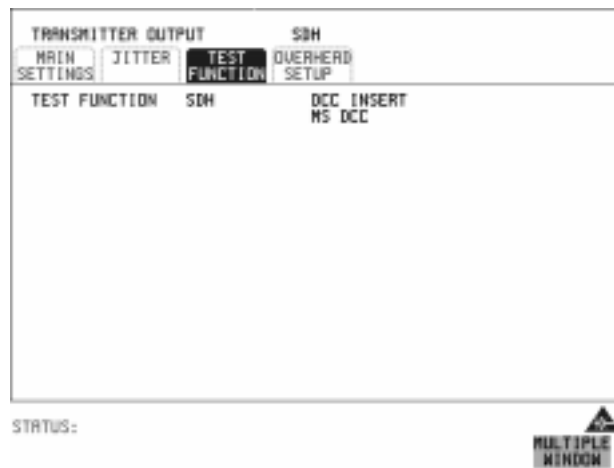 TRANSMITTER OUTPUT SDH
MAIN SETTINGS JITTER TEST FUNCTION OVERHEAD SETUP
TEST FUNCTION SDH DCC INSERT
MS DCC
STATUS:
MULTIPLE
WINDOW